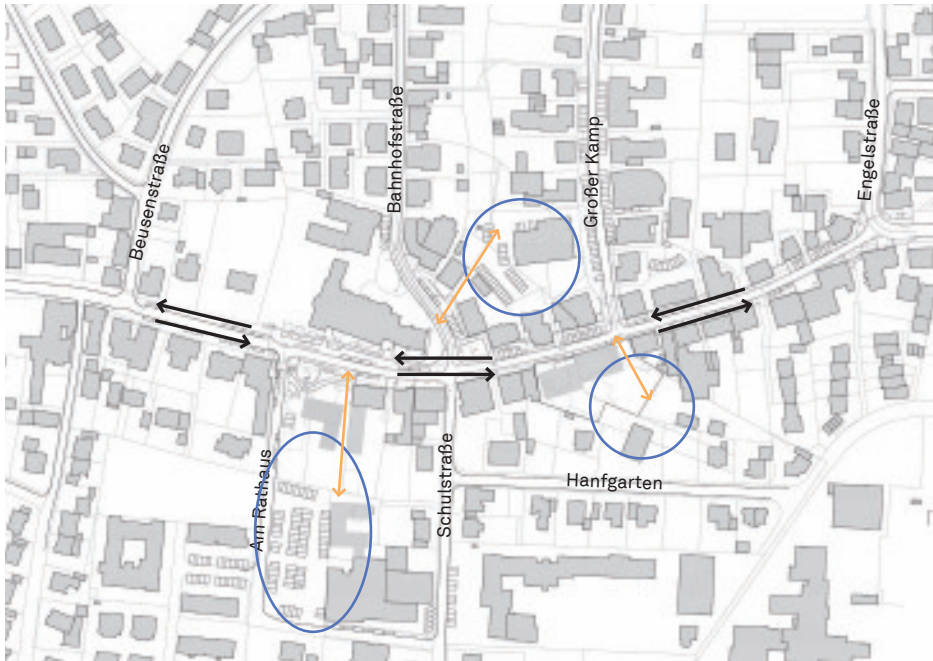 Beusenstraße
Bahnhofstraße
Großer Kamp
Engelstraße
Am Rathaus
Schulstraße
Hanfgarten